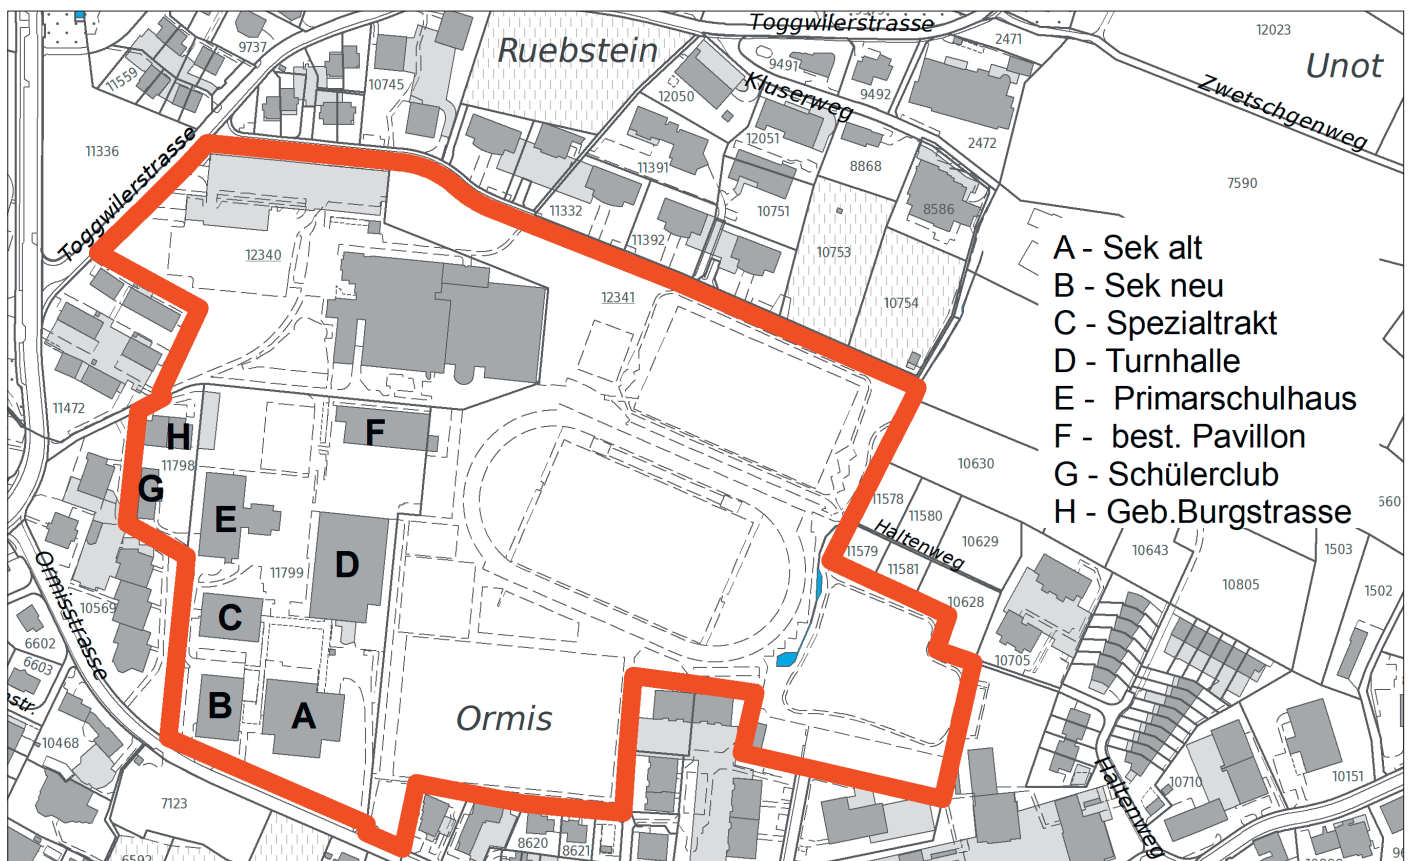 Toggwilerstrasse
2471
12023
9737
Ruebstein
Unot
11559
10745
9491
12050
Kluserweg
9492
Zwetschgenweg
11336
Toggwilerstrasse
12051
2472
11391
8868
7590
11332
10751
8586
11392
12340
10753
12341
10754
A - Sek alt
B - Sek neu
C - Spezialtrakt
D - Turnhalle
E - Primarschulhaus
F - best. Pavillon
G - Schülerclub
H - Geb.Burgstrasse
11472
H
F
11798
10630
G
11578
660
E
11580
Haltenweg
10629
11579
10643
1503
D
11799
11581
10805
1502
Ormisstrasse
10569
C
10628
6602
6603
10705
str.
B
A
Ormis
10468
7123
Haltenweg
10710
10151
8620
8621
6592